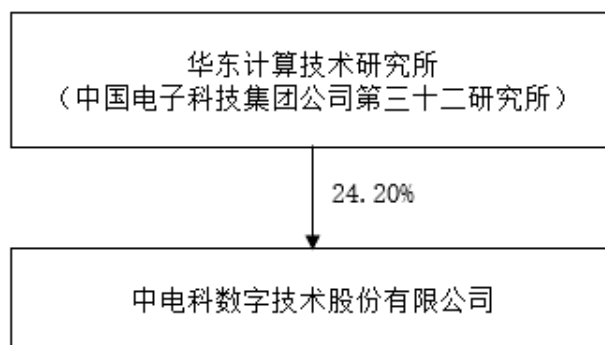 华东计算技术研究所
（中国电子科技集团公司第三十二研究所）
24.20%
中电科数字技术股份有限公司